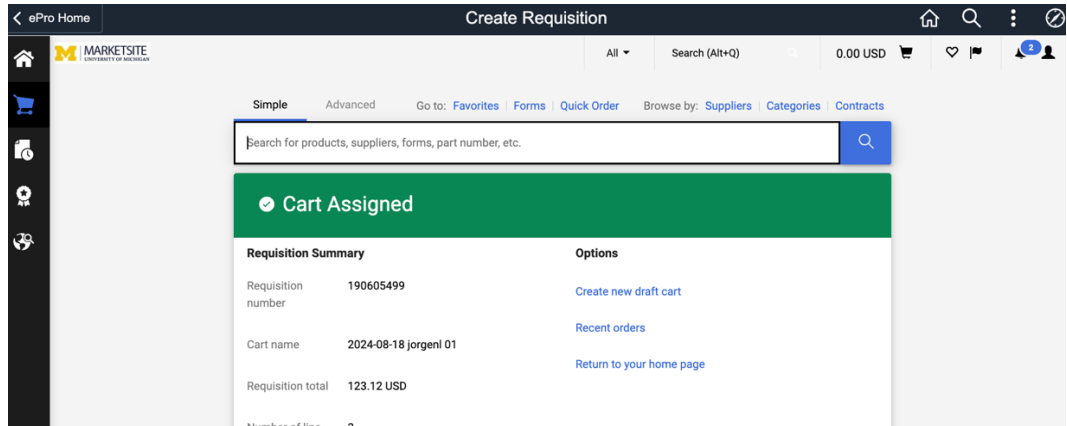 ePro Home
Create Requisition
MARKETSITE
UNIVERSITY OF MICHIGAN
All
Search (Alt+Q)
0.00 USD
2
Simple
Advanced
Go to: Favorites | Forms | Quick Order
Browse by: Suppliers | Categories | Contracts
Search for products, suppliers, forms, part number, etc.
Cart Assigned
Requisition Summary
Options
Requisition number
190605499
Create new draft cart
Recent orders
Cart name
2024-08-18 jorgenl 01
Return to your home page
Requisition total
123.12 USD
Number of line